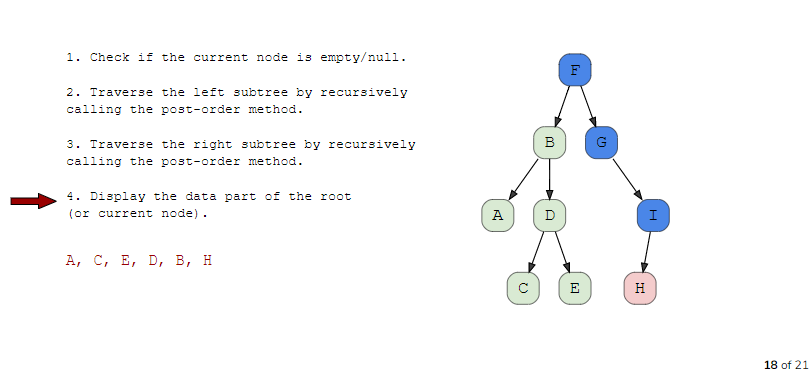 1. Check if the current node is empty/null.
2. Traverse the left subtree by recursively
calling the post-order method.
3. Traverse the right subtree by recursively
calling the post-order method.
4. Display the data part of the root
(or current node).
A, C, E, D, B, H
F
B G
A D I
C E H
18 of 21